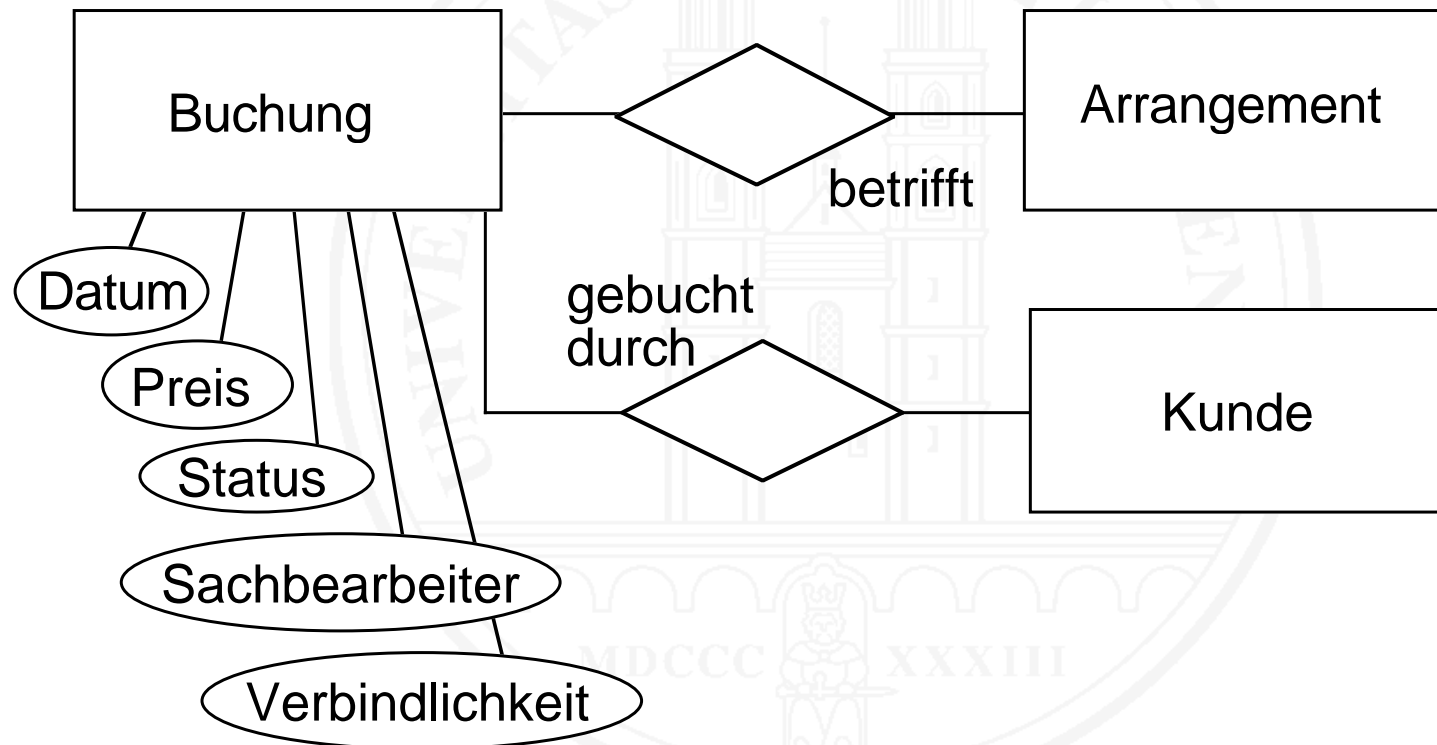 Buchung
Arrangement
betrifft
Datum
gebucht
durch
Preis
Kunde
Status
Sachbearbeiter
Verbindlichkeit
MDCCC XXXIII